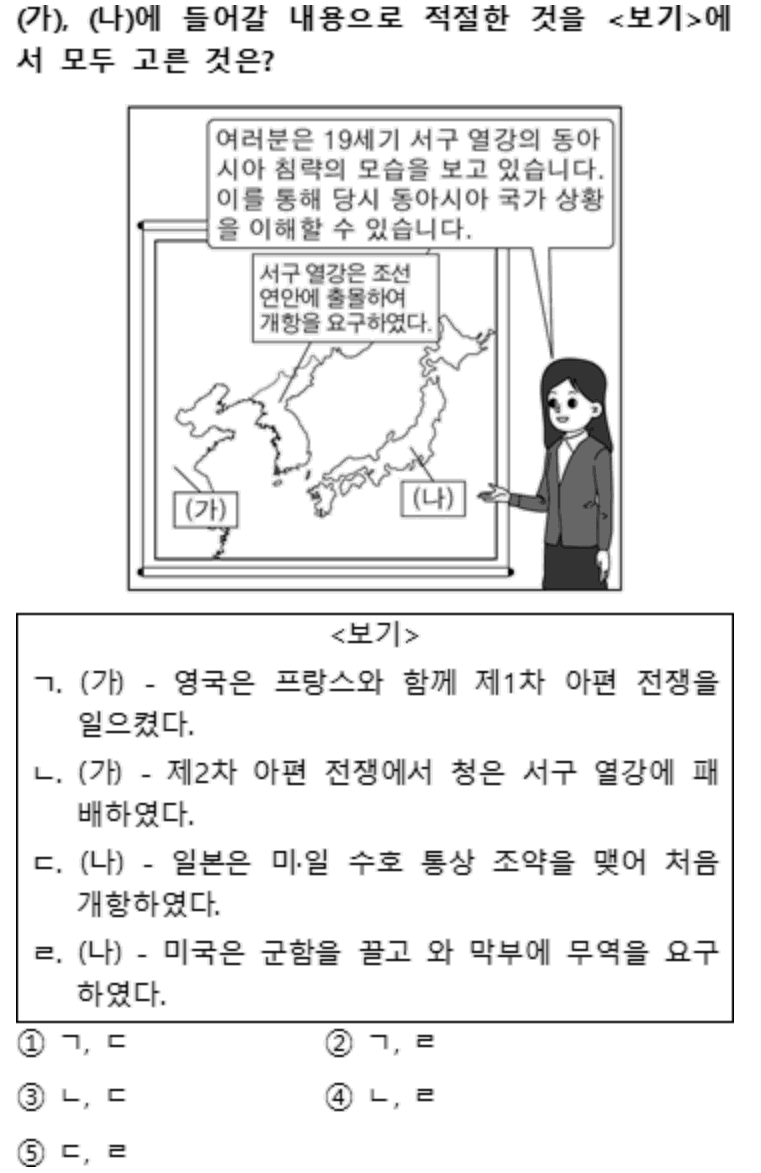 (가), (나)에 들어갈 내용으로 적절한 것을 <보기>에
서 모두 고른 것은?
여러분은 19세기 서구 열강의 동아
시아 침략의 모습을 보고 있습니다.
이를 통해 당시 동아시아 국가 상황
을 이해할 수 있습니다.
서구 열강은 조선
연안에 출몰하여
개항을 요구하였다.
(가)
(나)
<보기>
ㄱ. (가) - 영국은 프랑스와 함께 제1차 아편 전쟁을
일으켰다.
ㄴ. (가) - 제2차 아편 전쟁에서 청은 서구 열강에 패
배하였다.
ㄷ. (나) - 일본은 미·일 수호 통상 조약을 맺어 처음
개항하였다.
ㄹ. (나) - 미국은 군함을 끌고 와 막부에 무역을 요구
하였다.
① ㄱ, ㄷ
② ㄱ, ㄹ
③ ㄴ, ㄷ
④ ㄴ, ㄹ
⑤ ㄷ, ㄹ